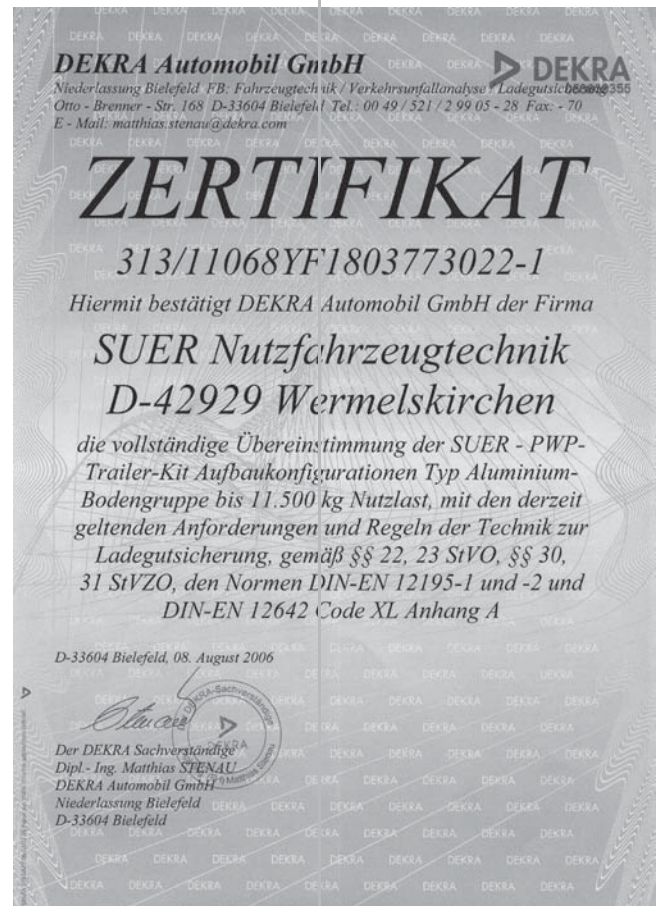 DEKRA Automobil GmbH
DEKRA
Niederlassung Bielefeld FB: Fahrzeugtechnik / Verkehrsunfallanalyse / Ladegutsicherung
Otto - Brenner - Str. 168 D-33604 Bielefeld Tel.: 00 49 / 521 / 2 99 05 - 28 Fax: - 70
E - Mail: matthias.stenau@dekra.com
ZERTIFIKAT
313/11068YF1803773022-1
Hiermit bestätigt DEKRA Automobil GmbH der Firma
SUER Nutzfahrzeugtechnik
D-42929 Wermelskirchen
die vollständige Übereinstimmung der SUER - PWP-
Trailer-Kit Aufbaukonfigurationen Typ Aluminium-
Bodengruppe bis 11.500 kg Nutzlast, mit den derzeit
geltenden Anforderungen und Regeln der Technik zur
Ladegutsicherung, gemäß §§ 22, 23 StVO, §§ 30,
31 StVZO, den Normen DIN-EN 12195-1 und -2 und
DIN-EN 12642 Code XL Anhang A
D-33604 Bielefeld, 08. August 2006
DEKRA-Sachverständige
DEKRA
Der DEKRA Sachverständige
Dipl.- Ing. Matthias STENAU
DEKRA Automobil GmbH
Niederlassung Bielefeld
D-33604 Bielefeld